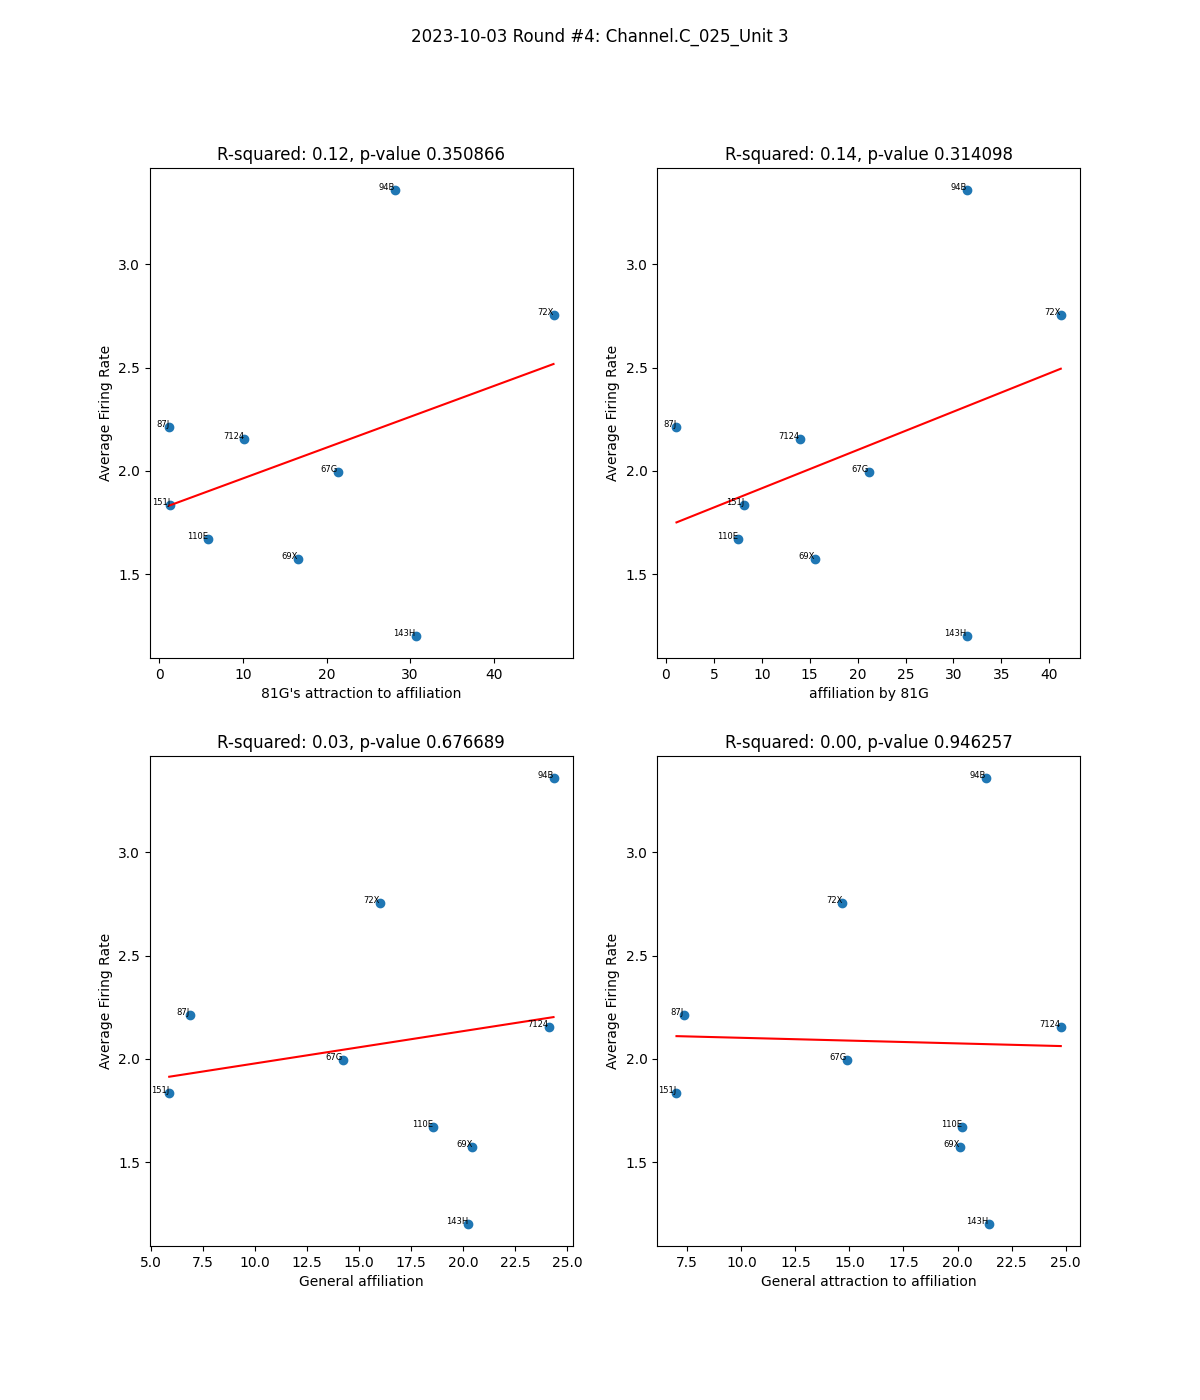 2023-10-03 Round #4: Channel.C_025_Unit 3
R-squared: 0.12, p-value 0.350866
94B
72X
87J
7124
67G
151J
110E
69X
143H
3.0
2.5
2.0
1.5
Average Firing Rate
0 10 20 30 40
81G's attraction to affiliation
R-squared: 0.14, p-value 0.314098
94B
72X
87J
7124
67G
151J
110E
69X
143H
3.0
2.5
2.0
1.5
Average Firing Rate
0 5 10 15 20 25 30 35 40
affiliation by 81G
R-squared: 0.03, p-value 0.676689
94B
72X
87J
7124
67G
151J
110E
69X
143H
3.0
2.5
2.0
1.5
Average Firing Rate
5.0 7.5 10.0 12.5 15.0 17.5 20.0 22.5 25.0
General affiliation
R-squared: 0.00, p-value 0.946257
94B
72X
87J
7124
67G
151J
110E
69X
143H
3.0
2.5
2.0
1.5
Average Firing Rate
7.5 10.0 12.5 15.0 17.5 20.0 22.5 25.0
General attraction to affiliation